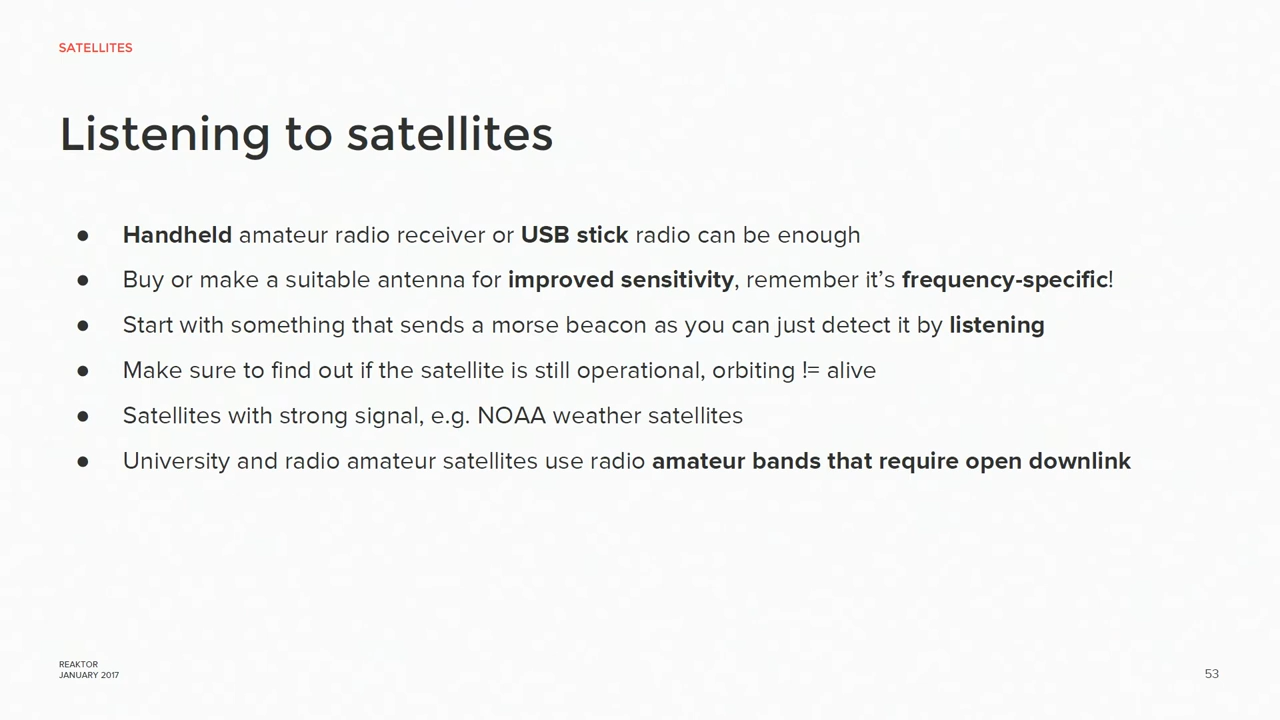 SATELLITES
Listening to satellites
● Handheld amateur radio receiver or USB stick radio can be enough
● Buy or make a suitable antenna for improved sensitivity, remember it’s frequency-specific!
● Start with something that sends a morse beacon as you can just detect it by listening
● Make sure to find out if the satellite is still operational, orbiting != alive
● Satellites with strong signal, e.g. NOAA weather satellites
● University and radio amateur satellites use radio amateur bands that require open downlink
REAKTOR
JANUARY 2017
53